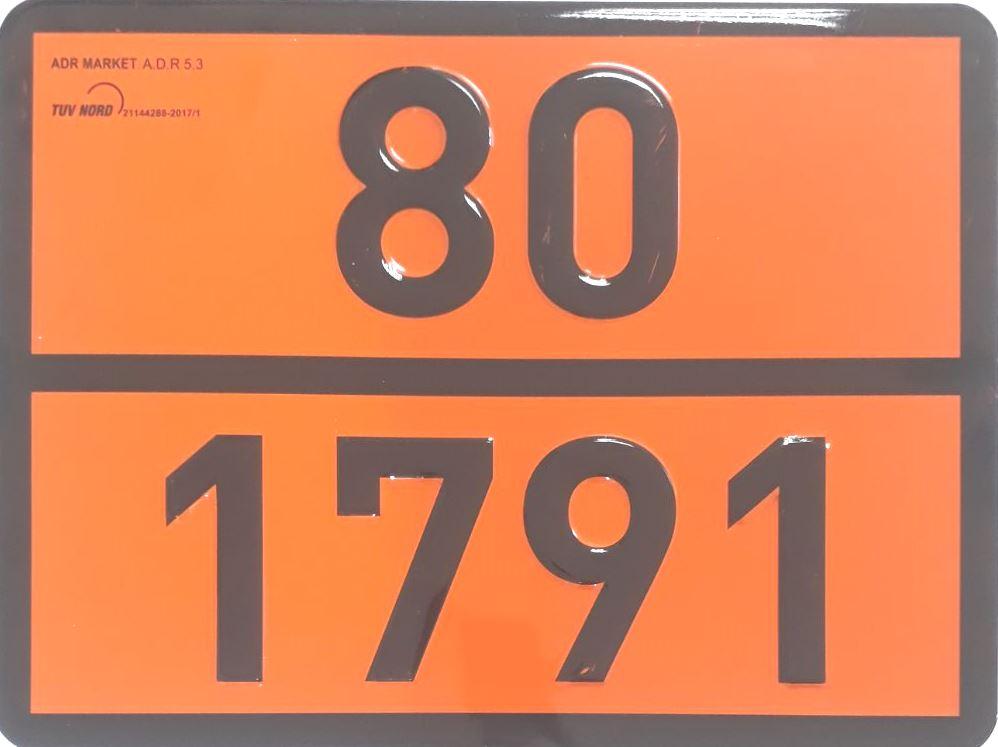 ADR MARKET A.D.R 5.3
TUV NORD 21144288-2017/1
80
1791